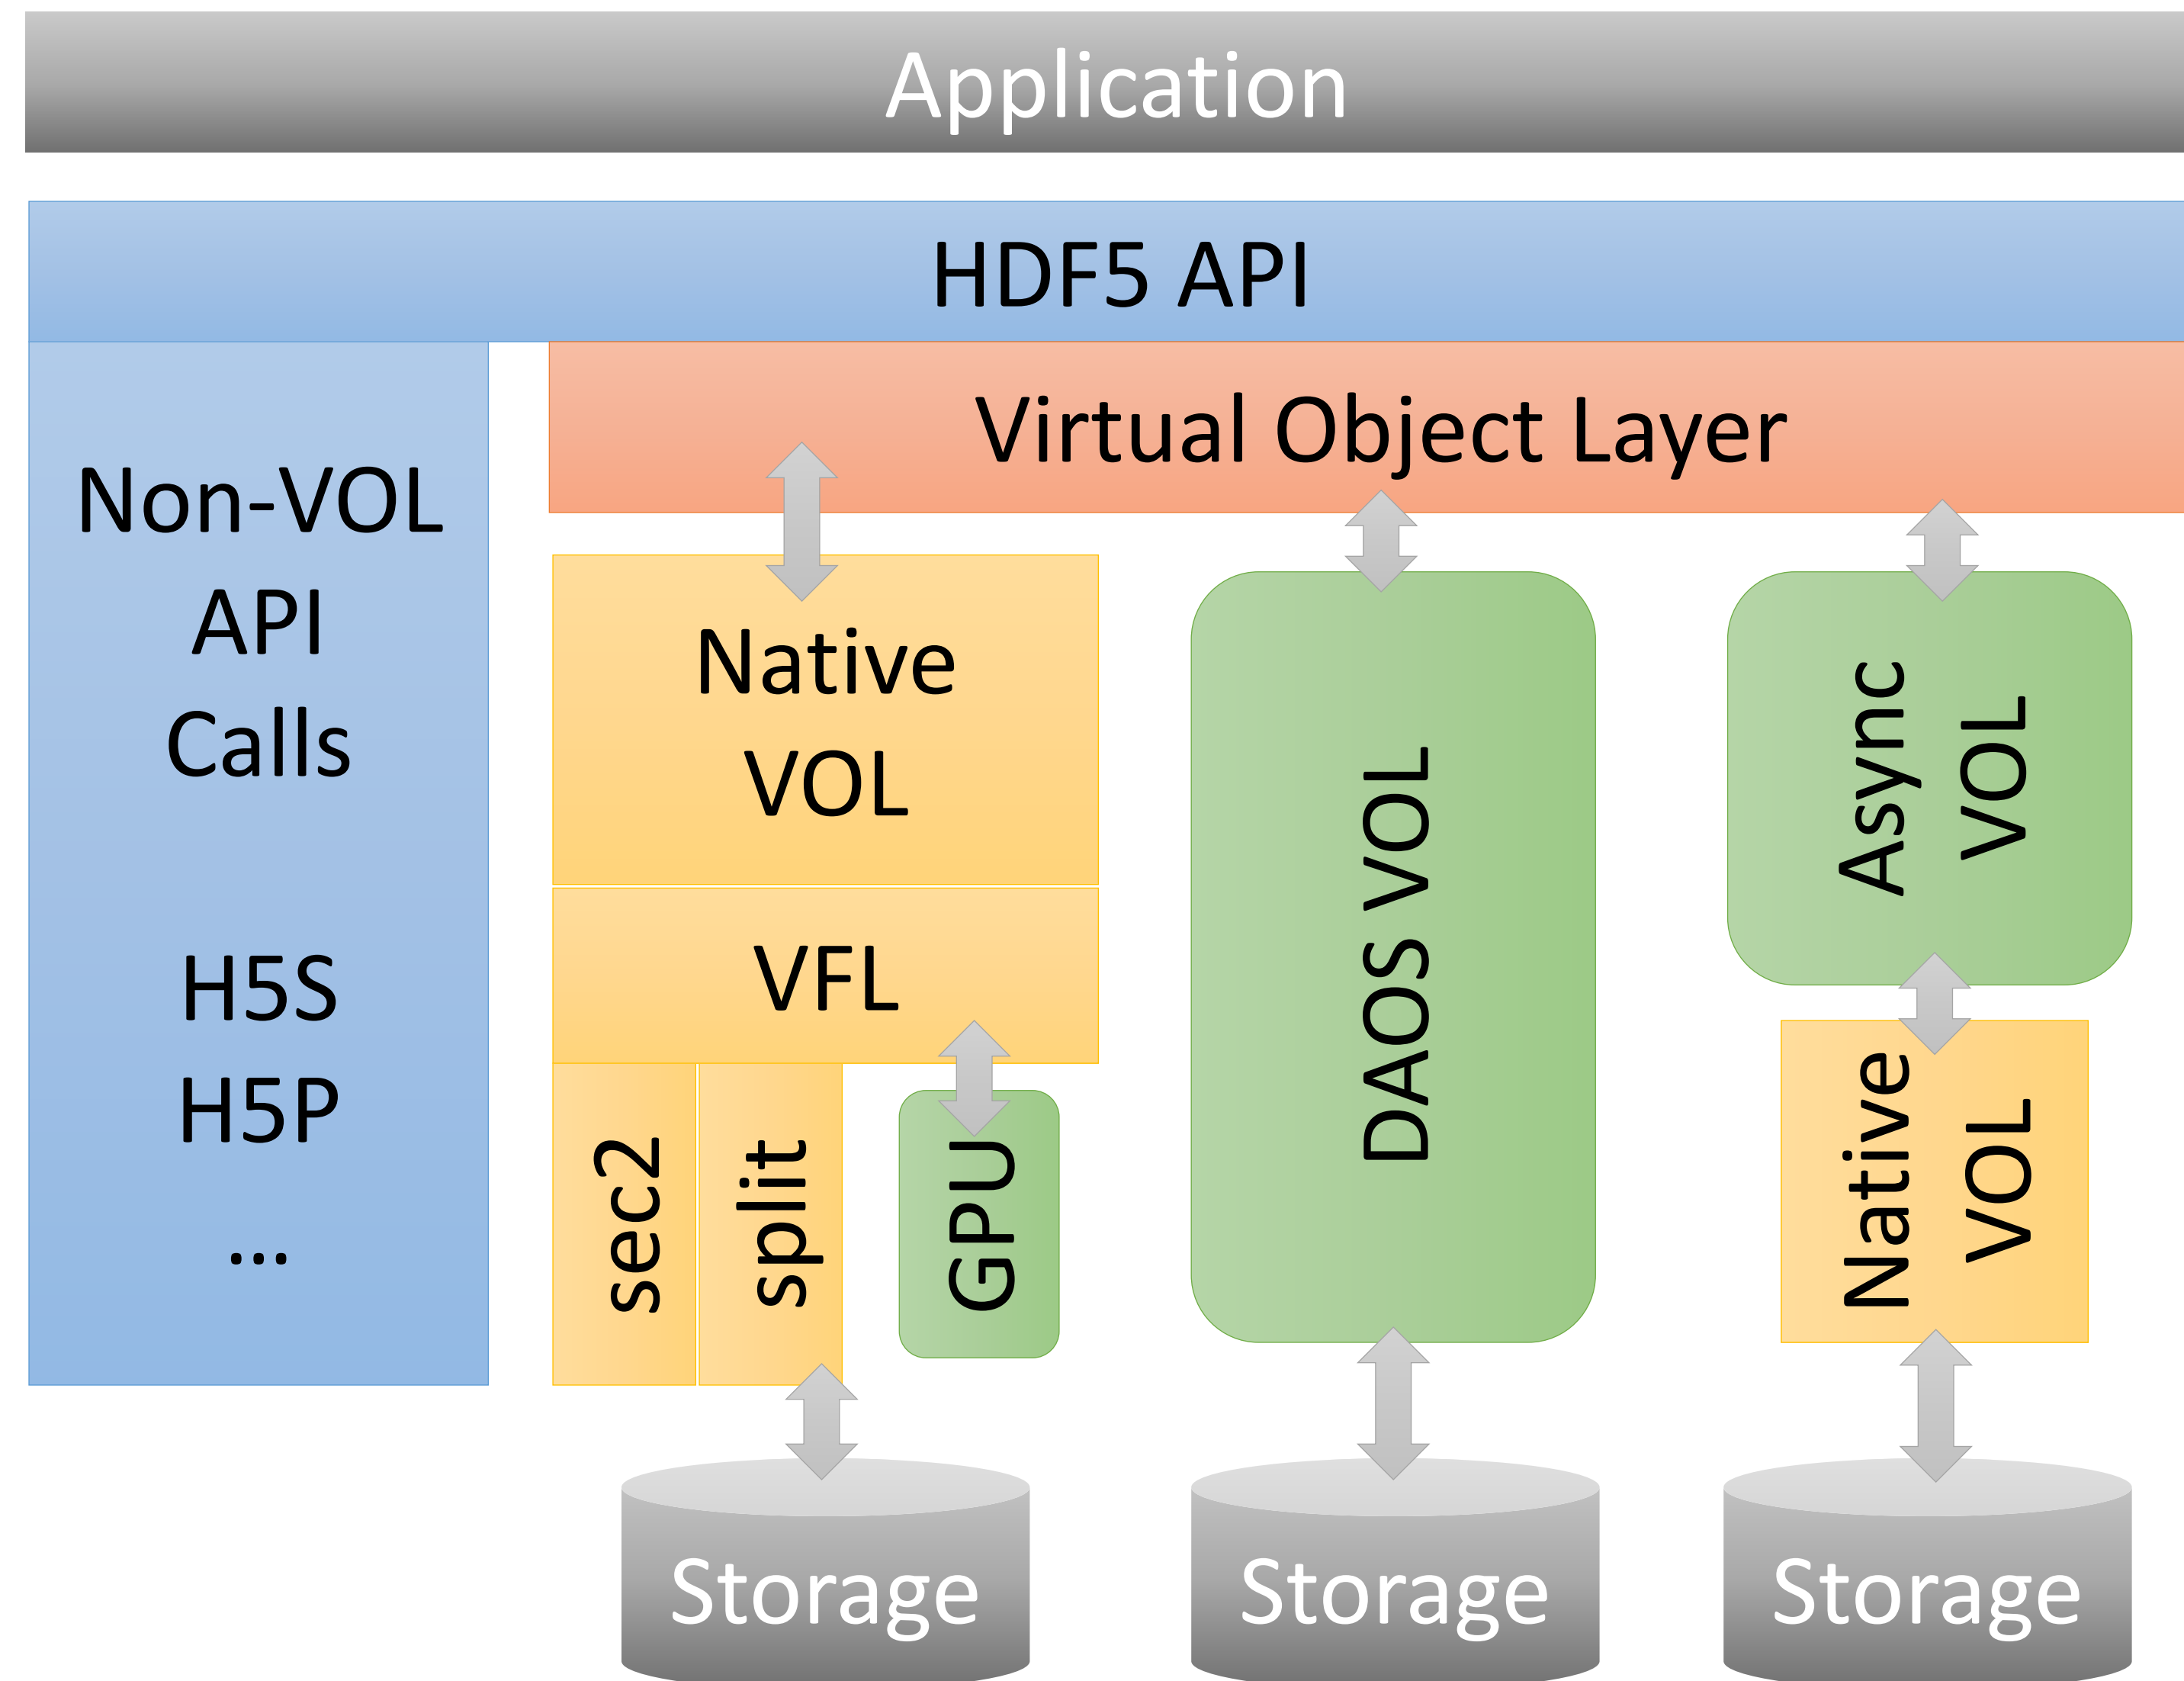 Application
HDF5 API
Virtual Object Layer
Non-VOL
API
Calls
H5S
H5P
...
Native
VOL
VFL
sec2
split
GPU
DAOS VOL
Async
VOL
Native
VOL
Storage
Storage
Storage